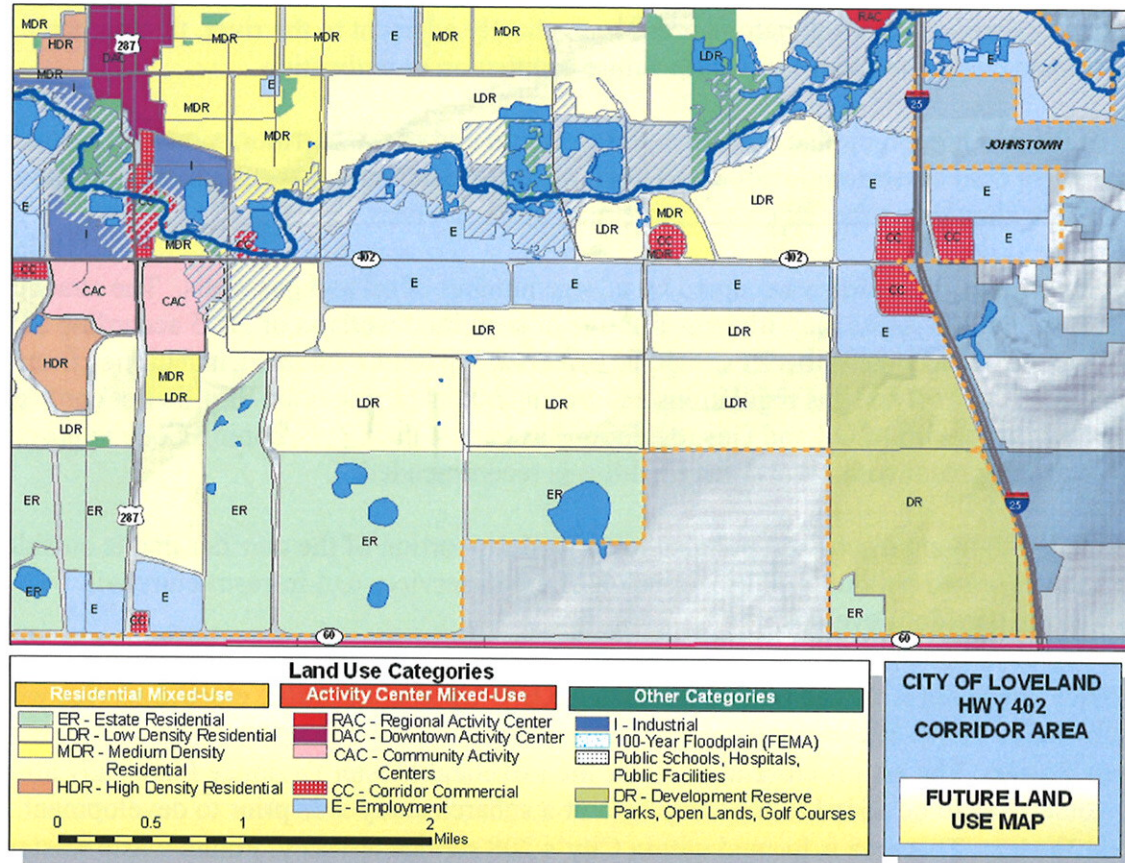 MDR
HDR
287
DAC
MDR
MDR
E
MDR
MDR
RAC
LDR
E
MDR
I
MDR
E
LDR
25
MDR
JOHNSTOWN
I
LDR
E
E
CC
MDR
E
I
MDR
CC
E
LDR
CC
MDR
CC
CC
E
402
402
CC
CAC
CAC
E
E
E
CC
E
LDR
LDR
HDR
MDR
LDR
LDR
LDR
LDR
LDR
ER
ER
287
ER
ER
ER
DR
25
ER
E
E
CC
ER
60
60
Land Use Categories
Residential Mixed-Use
ER - Estate Residential
LDR - Low Density Residential
MDR - Medium Density
Residential
HDR - High Density Residential
Activity Center Mixed-Use
RAC - Regional Activity Center
DAC - Downtown Activity Center
CAC - Community Activity
Centers
CC - Corridor Commercial
E - Employment
Other Categories
I - Industrial
100-Year Floodplain (FEMA)
Public Schools, Hospitals,
Public Facilities
DR - Development Reserve
Parks, Open Lands, Golf Courses
0 0.5 1 2
Miles
CITY OF LOVELAND
HWY 402
CORRIDOR AREA
FUTURE LAND
USE MAP